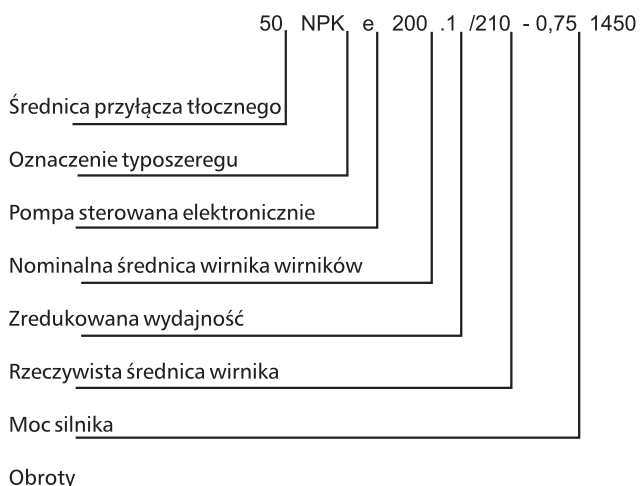 50 NPK e 200 .1 /210 - 0,75 1450
Średnica przyłącza tłocznego
Oznaczenie typoszeregu
Pompa sterowana elektronicznie
Nominalna średnica wirnika wirników
Zredukowana wydajność
Rzeczywista średnica wirnika
Moc silnika
Obroty